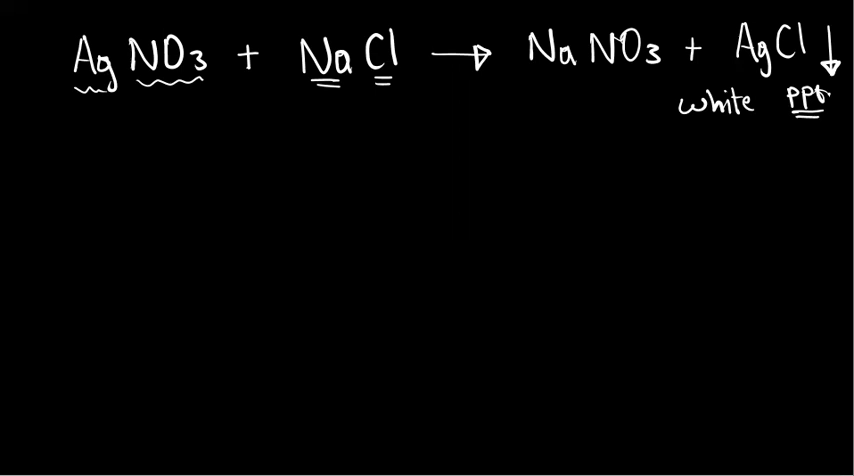 AgNO3 + NaCl → NaNO3 + AgCl ↓
white ppt